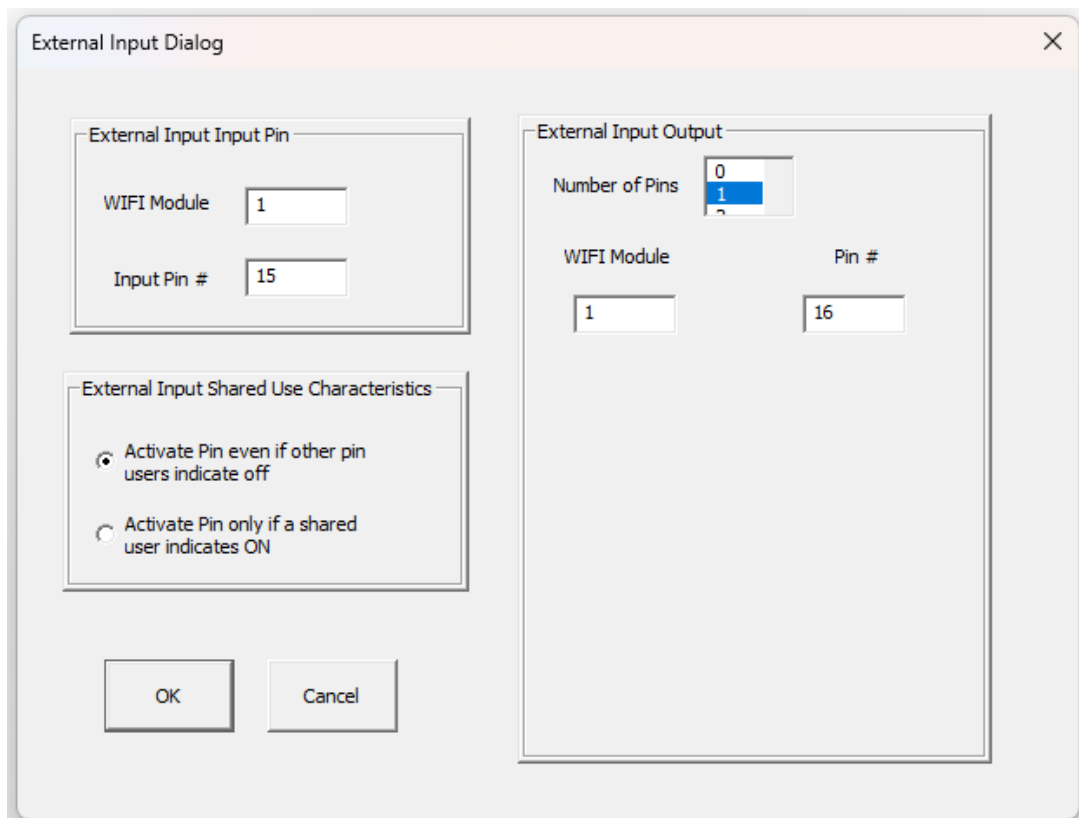 External Input Dialog
External Input Input Pin
WIFI Module
1
Input Pin #
15
External Input Shared Use Characteristics
Activate Pin even if other pin
users indicate off
Activate Pin only if a shared
user indicates ON
OK
Cancel
External Input Output
Number of Pins
0
1
WIFI Module
Pin #
1
16